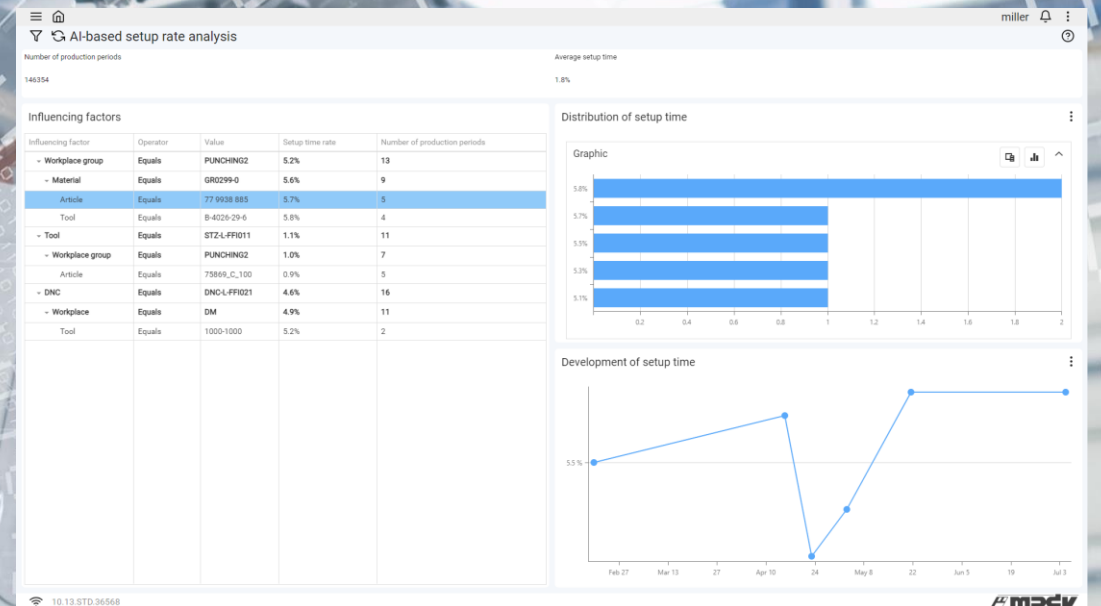 miller
AI-based setup rate analysis
Number of production periods
146354
Average setup time
1.8%
Influencing factors
Influencing factor Operator Value Setup time rate Number of production periods
Workplace group Equals PUNCHING2 5.2% 13
Material Equals GR0299-0 5.6% 9
Article Equals 77 9938 885 5.7% 5
Tool Equals B-4026-29-6 5.8% 4
Tool Equals STZ-L-FFI011 1.1% 11
Workplace group Equals PUNCHING2 1.0% 7
Article Equals 75869_C_100 0.9% 5
DNC Equals DNC-L-FFI021 4.6% 16
Workplace Equals DM 4.9% 11
Tool Equals 1000-1000 5.2% 2
Distribution of setup time
Graphic
5.8%
5.7%
5.5%
5.3%
5.1%
0.2 0.4 0.6 0.8 1 1.2 1.4 1.6 1.8 2
Development of setup time
5.5 %
Feb 27 Mar 13 27 Apr 10 24 May 8 22 Jun 5 19 Jul 3
10.13.STD.36568